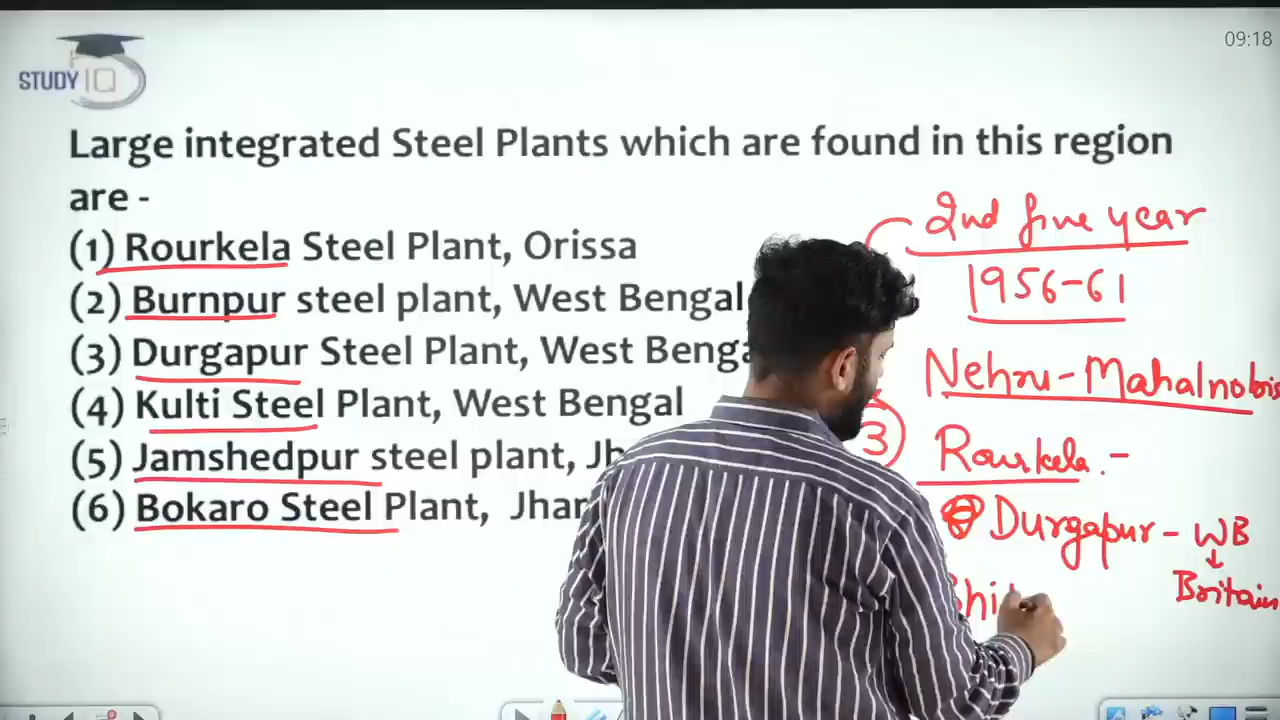 STUDY IQ
09:18
Large integrated Steel Plants which are found in this region
are -
(1) Rourkela Steel Plant, Orissa
(2) Burnpur steel plant, West Bengal
(3) Durgapur Steel Plant, West Benga
(4) Kulti Steel Plant, West Bengal
(5) Jamshedpur steel plant, Jh
(6) Bokaro Steel Plant, Jhar
2nd five year
1956-61
Nehru-Mahalnobis
3
Rourkela.-
Durgapur - WB
↓
Britain